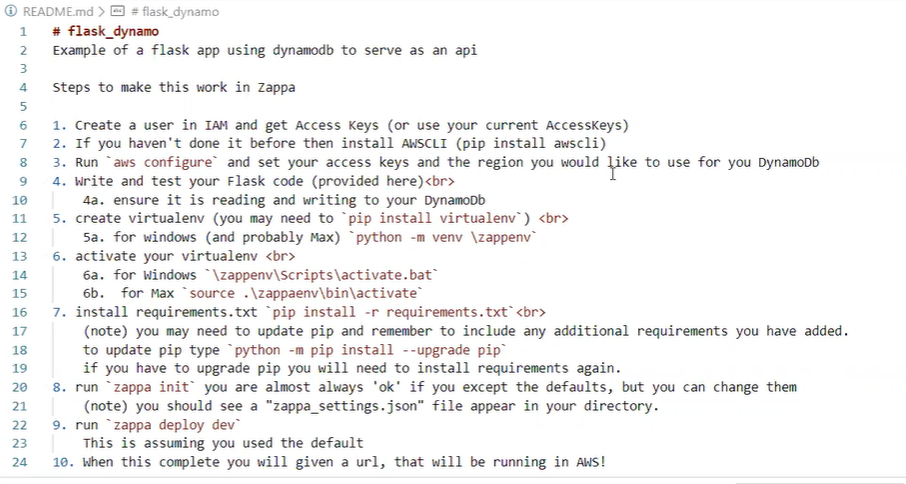 README.md > # flask_dynamo
1 # flask_dynamo
2 Example of a flask app using dynamodb to serve as an api
3
4 Steps to make this work in Zappa
5
6 1. Create a user in IAM and get Access Keys (or use your current AccessKeys)
7 2. If you haven't done it before then install AWSCLI (pip install awscli)
8 3. Run `aws configure` and set your access keys and the region you would like to use for you DynamoDb
9 4. Write and test your Flask code (provided here)<br>
10 4a. ensure it is reading and writing to your DynamoDb
11 5. create virtualenv (you may need to `pip install virtualenv`) <br>
12 5a. for windows (and probably Max) `python -m venv \zappenv`
13 6. activate your virtualenv <br>
14 6a. for Windows `\zappenv\Scripts\activate.bat`
15 6b.  for Max `source .\zappaenv\bin\activate`
16 7. install requirements.txt `pip install -r requirements.txt`<br>
17 (note) you may need to update pip and remember to include any additional requirements you have added.
18 to update pip type `python -m pip install --upgrade pip`
19 if you have to upgrade pip you will need to install requirements again.
20 8. run `zappa init` you are almost always 'ok' if you except the defaults, but you can change them
21 (note) you should see a "zappa_settings.json" file appear in your directory.
22 9. run `zappa deploy dev`
23 This is assuming you used the default
24 10. When this complete you will given a url, that will be running in AWS!